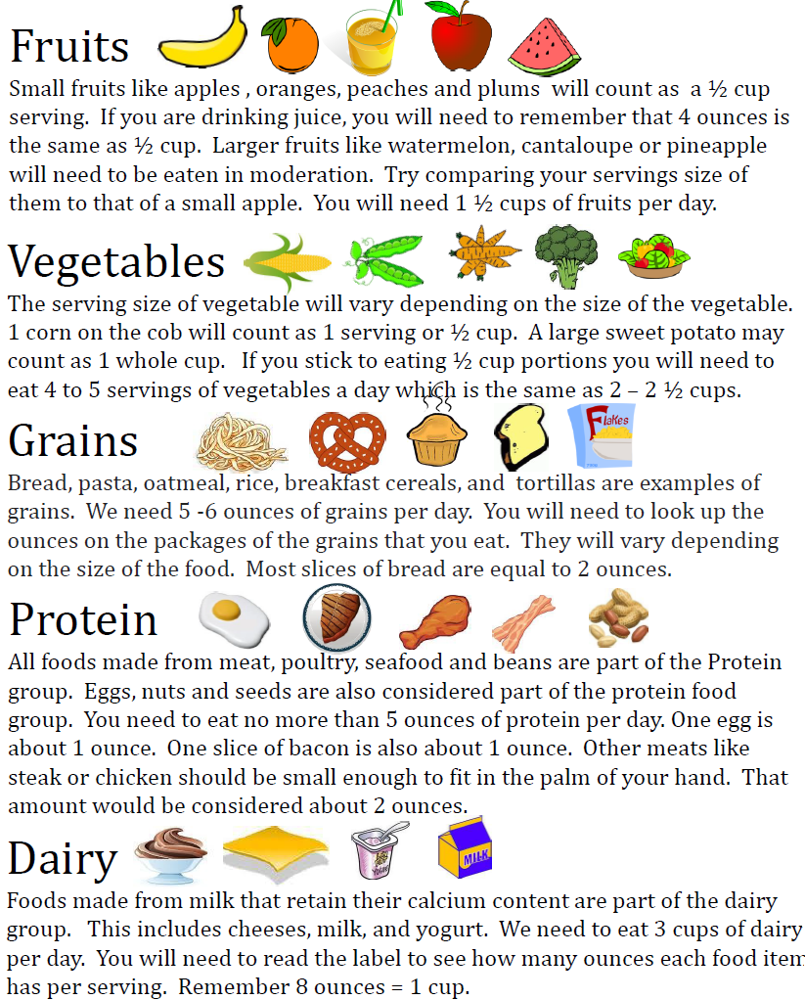 Fruits
Small fruits like apples , oranges, peaches and plums  will count as  a ½ cup
serving.  If you are drinking juice, you will need to remember that 4 ounces is
the same as ½ cup.  Larger fruits like watermelon, cantaloupe or pineapple
will need to be eaten in moderation.  Try comparing your servings size of
them to that of a small apple.  You will need 1 ½ cups of fruits per day.
Vegetables
The serving size of vegetable will vary depending on the size of the vegetable.
1 corn on the cob will count as 1 serving or ½ cup.  A large sweet potato may
count as 1 whole cup.   If you stick to eating ½ cup portions you will need to
eat 4 to 5 servings of vegetables a day which is the same as 2 – 2 ½ cups.
Grains
Flakes
Bread, pasta, oatmeal, rice, breakfast cereals, and  tortillas are examples of
grains.  We need 5 -6 ounces of grains per day.  You will need to look up the
ounces on the packages of the grains that you eat.  They will vary depending
on the size of the food.  Most slices of bread are equal to 2 ounces.
Protein
All foods made from meat, poultry, seafood and beans are part of the Protein
group.  Eggs, nuts and seeds are also considered part of the protein food
group.  You need to eat no more than 5 ounces of protein per day. One egg is
about 1 ounce.  One slice of bacon is also about 1 ounce.  Other meats like
steak or chicken should be small enough to fit in the palm of your hand.  That
amount would be considered about 2 ounces.
Dairy
MILK
Foods made from milk that retain their calcium content are part of the dairy
group.   This includes cheeses, milk, and yogurt.  We need to eat 3 cups of dairy
per day.  You will need to read the label to see how many ounces each food item
has per serving.  Remember 8 ounces = 1 cup.